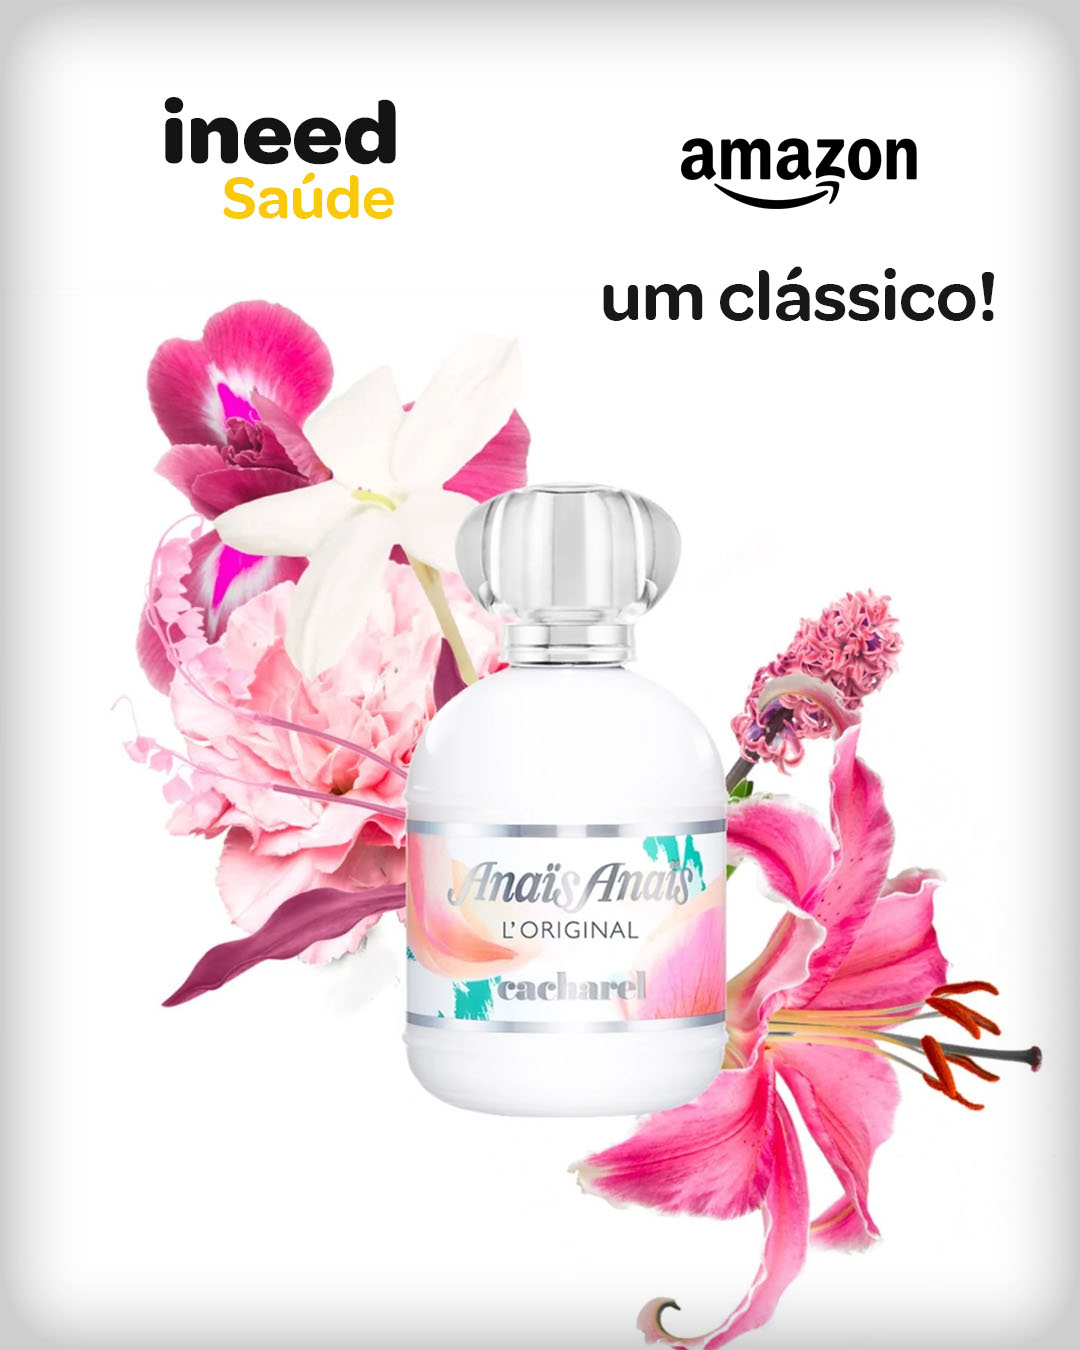 ineed
Saúde
amazon
um clássico!
Anaïs Anaïs
L'ORIGINAL
cacharel